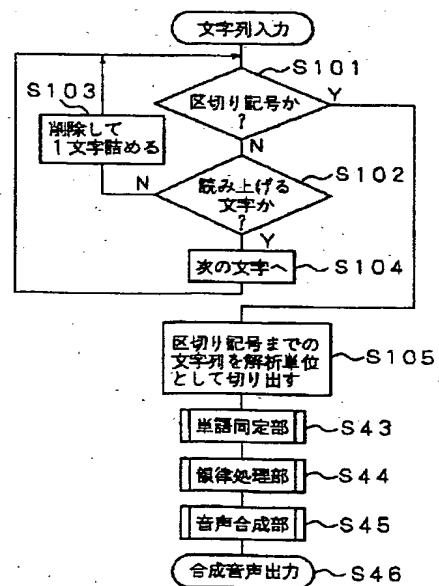 文字列入力
S101
S103
区切り記号か
?
Y
削除して
1文字詰める
N
S102
N
読み上げる
文字か
?
Y
次の文字へ
S104
区切り記号までの
文字列を解析単位
として切り出す
S105
単語同定部
S43
韻律処理部
S44
音声合成部
S45
合成音声出力
S46